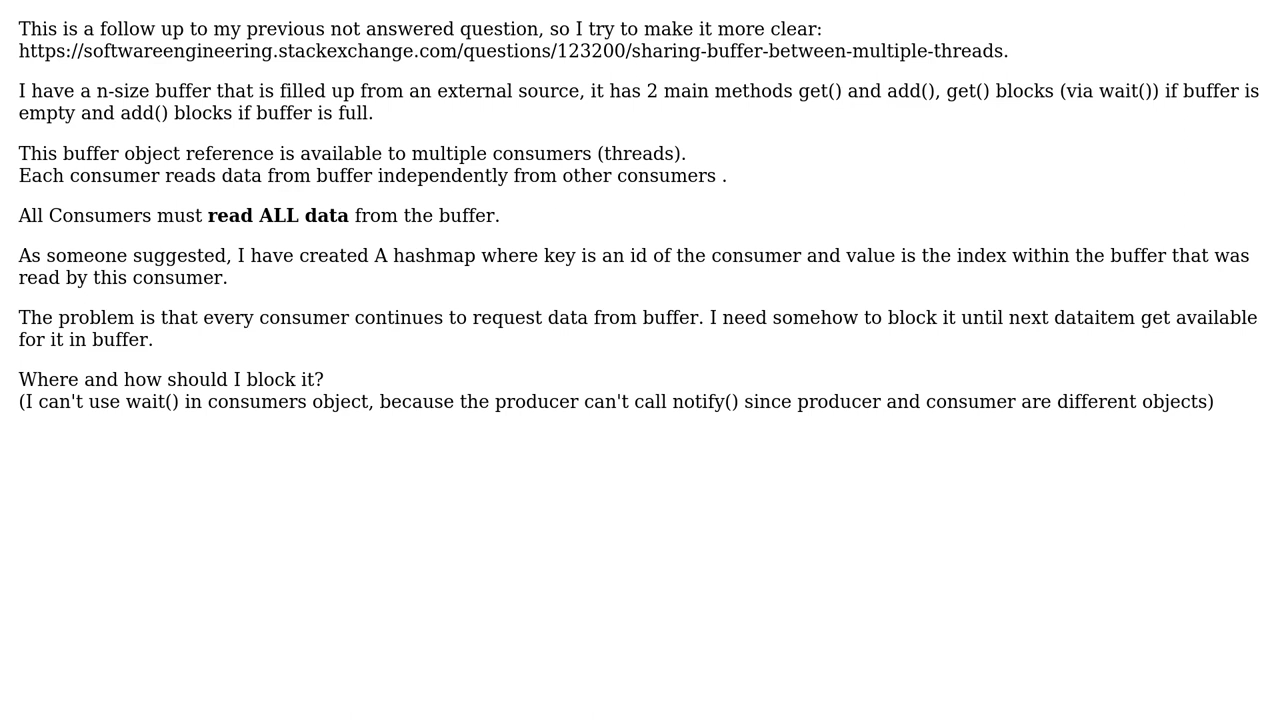 This is a follow up to my previous not answered question, so I try to make it more clear:
https://softwareengineering.stackexchange.com/questions/123200/sharing-buffer-between-multiple-threads.
I have a n-size buffer that is filled up from an external source, it has 2 main methods get() and add(), get() blocks (via wait()) if buffer is
empty and add() blocks if buffer is full.
This buffer object reference is available to multiple consumers (threads).
Each consumer reads data from buffer independently from other consumers .
All Consumers must read ALL data from the buffer.
As someone suggested, I have created A hashmap where key is an id of the consumer and value is the index within the buffer that was
read by this consumer.
The problem is that every consumer continues to request data from buffer. I need somehow to block it until next dataitem get available
for it in buffer.
Where and how should I block it?
(I can't use wait() in consumers object, because the producer can't call notify() since producer and consumer are different objects)